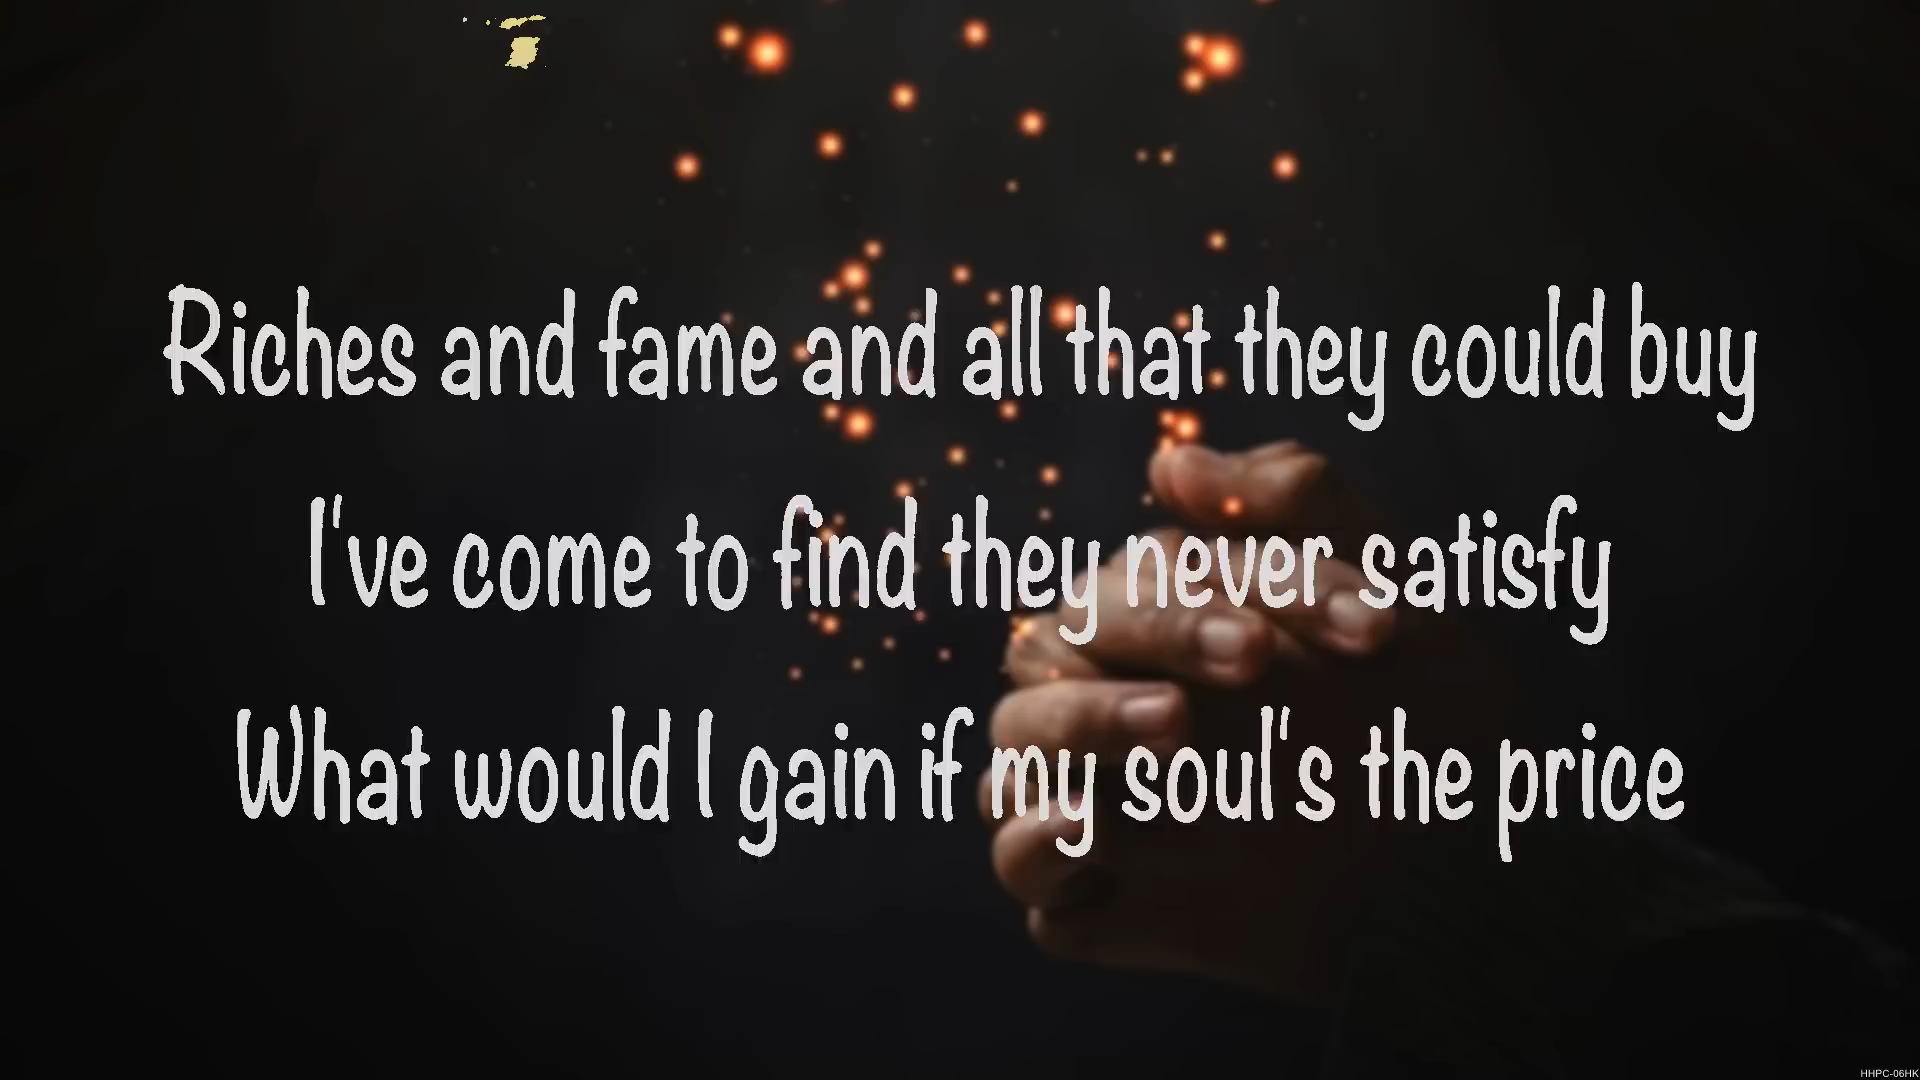 Riches and fame and all that they could buy
I've come to find they never satisfy
What would I gain if my soul's the price
HHPC-06HK